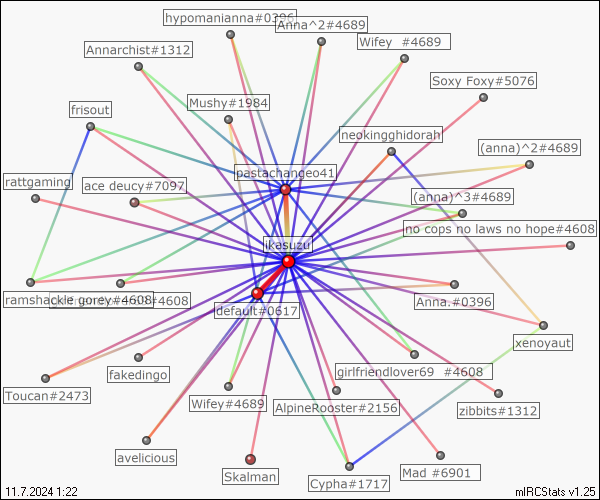 hypomanianna#0396
Anna^2#4689
Wifey #4689
Annarchist#1312
Soxy Foxy#5076
Mushy#1984
frisout
neokingghidorah
(anna)^2#4689
pastachangeo41
rattgaming
ace deucy#7097
(anna)^3#4689
no cops no laws no hope#4608
ikasuzu
ramshackle gorey#4608
#4608
Anna.#0396
default#0617
xenoyaut
girlfriendlover69 #4608
fakedingo
Toucan#2473
Wifey#4689
AlpineRooster#2156
zibbits#1312
avelicious
Skalman
Cypha#1717
Mad #6901
11.7.2024 1:22
mIRCStats v1.25